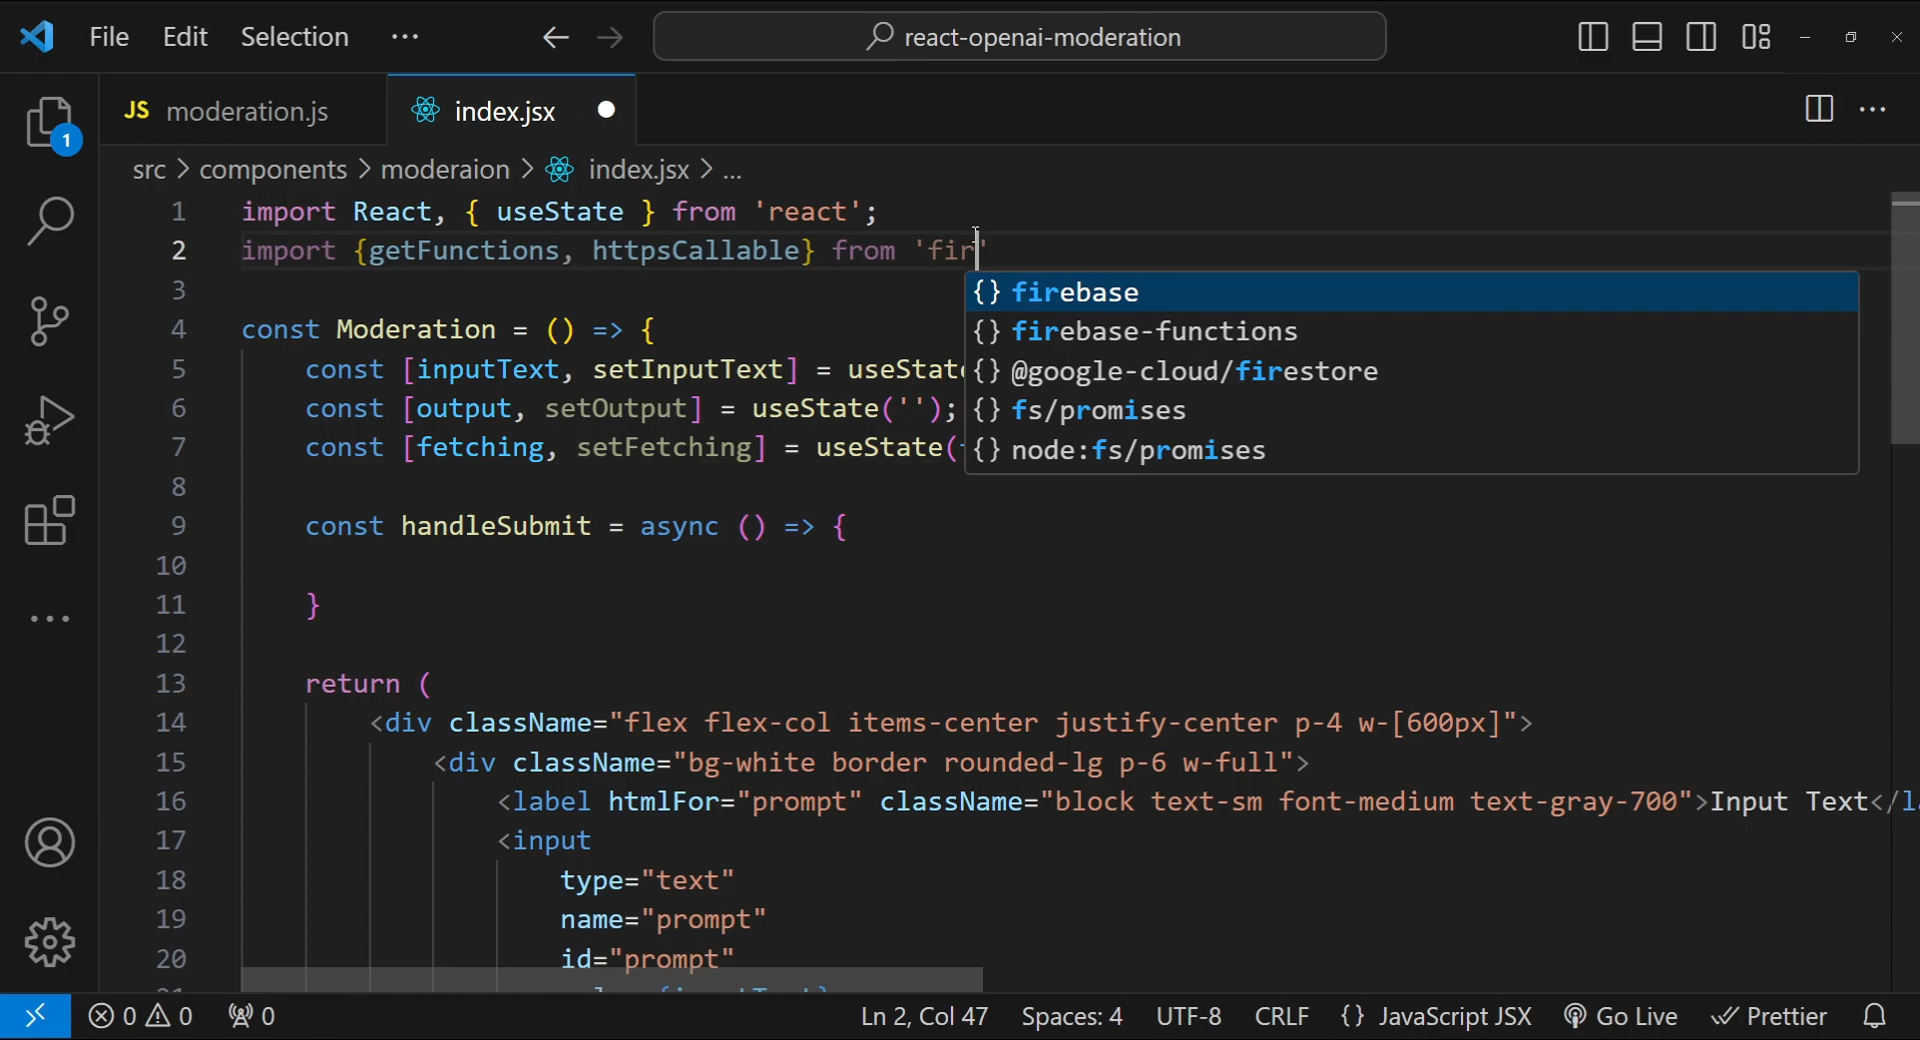 File Edit Selection ··· react-openai-moderation
JS moderation.js index.jsx
1
src > components > moderaion > index.jsx > ...
1 import React, { useState } from 'react';
2 import {getFunctions, httpsCallable} from 'fir'
3
{} firebase
4 const Moderation = () => {
{} firebase-functions
5 const [inputText, setInputText] = useState
{} @google-cloud/firestore
6 const [output, setOutput] = useState('');
{} fs/promises
7 const [fetching, setFetching] = useState(
{} node:fs/promises
8
9 const handleSubmit = async () => {
10
11 }
12
13 return (
14 <div className="flex flex-col items-center justify-center p-4 w-[600px]">
15 <div className="bg-white border rounded-lg p-6 w-full">
16 <label htmlFor="prompt" className="block text-sm font-medium text-gray-700">Input Text</l
17 <input
18 type="text"
19 name="prompt"
20 id="prompt"
0 0 0 Ln 2, Col 47 Spaces: 4 UTF-8 CRLF {} JavaScript JSX Go Live Prettier